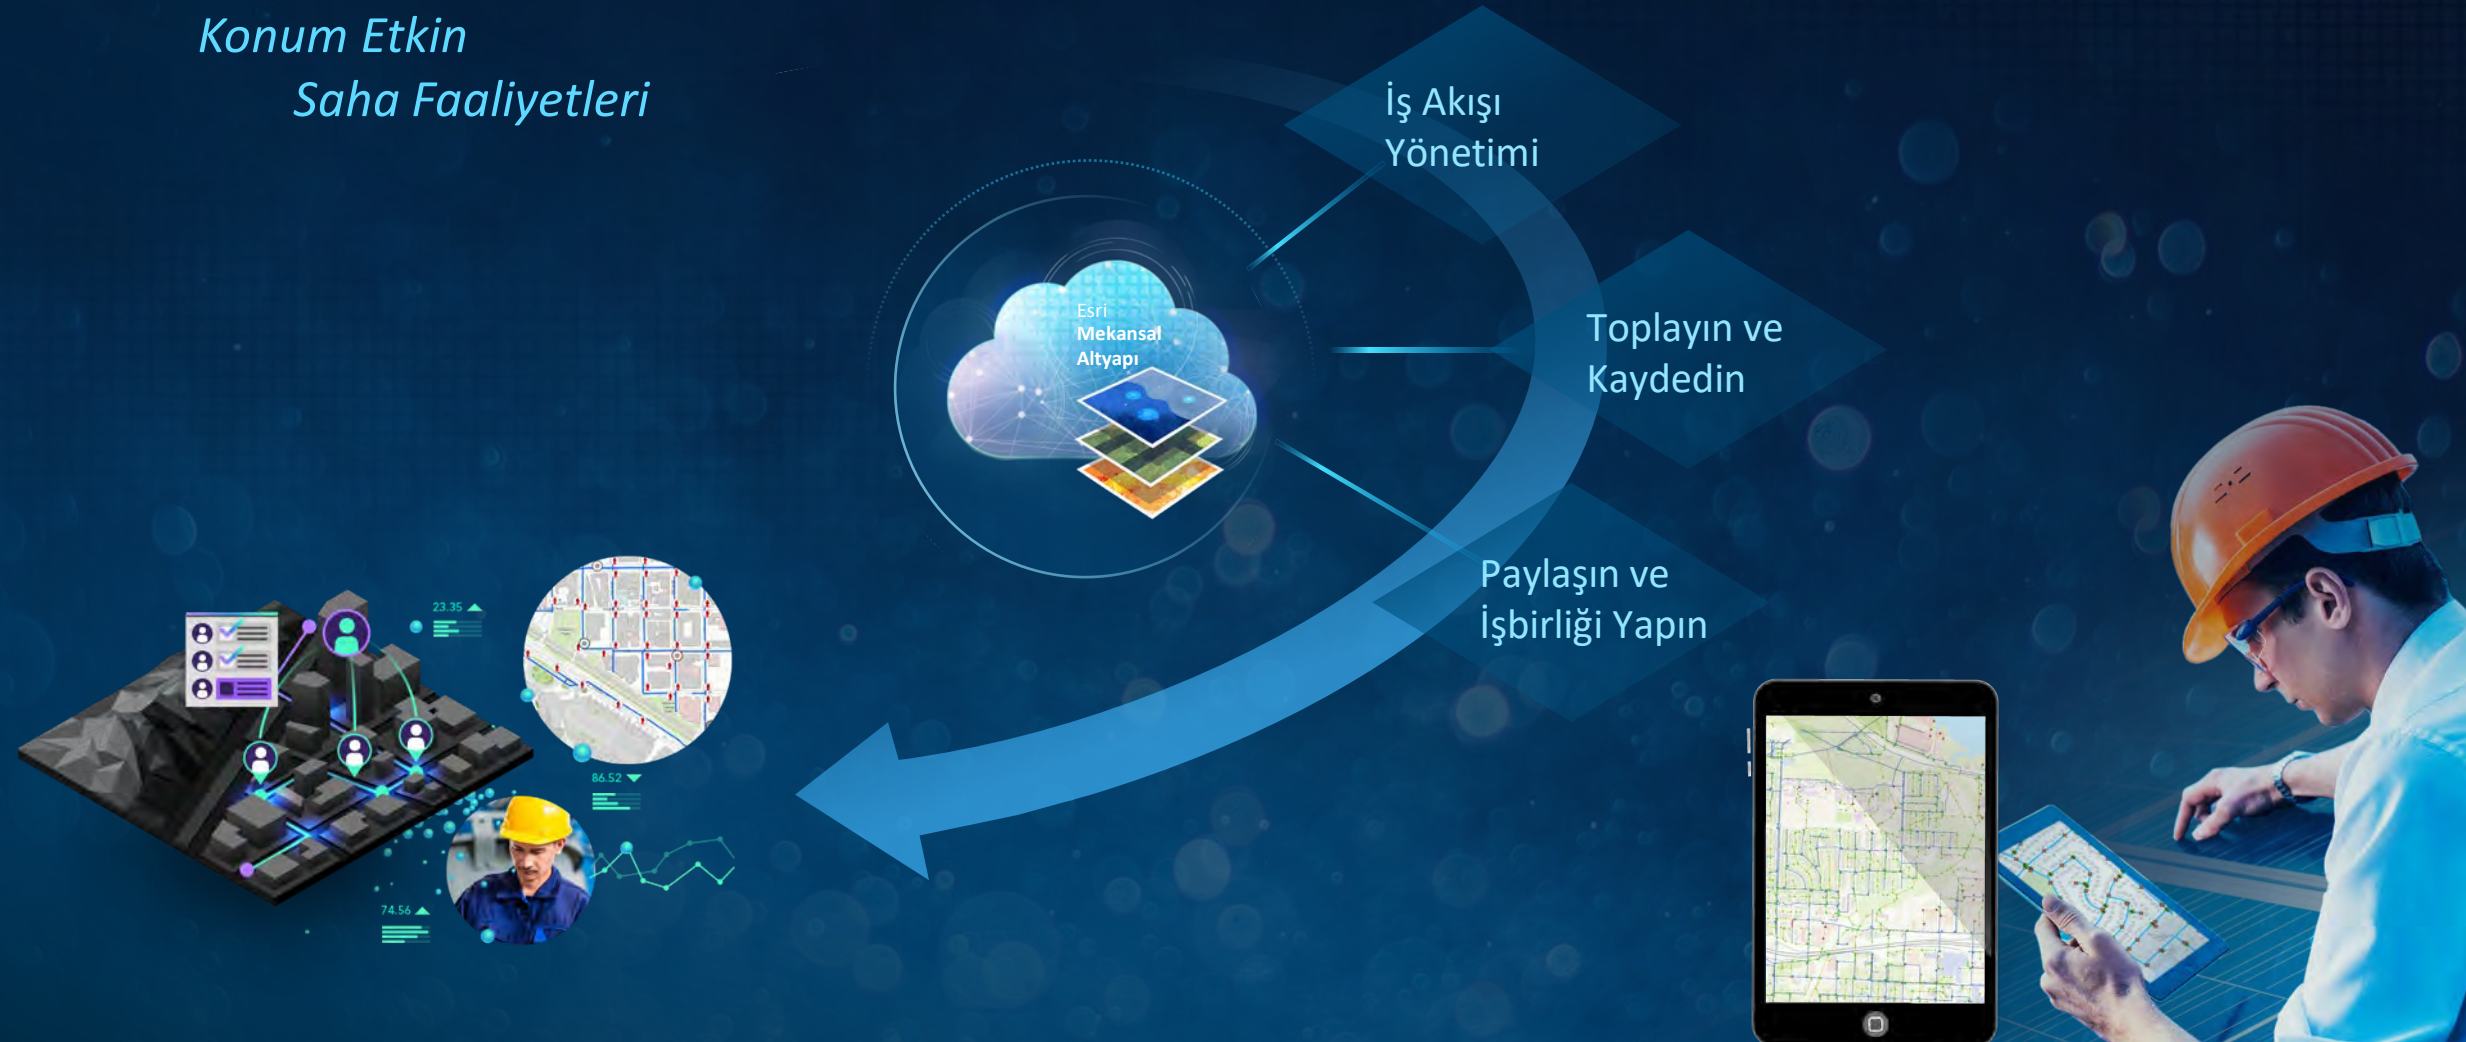 Konum Etkin
Saha Faaliyetleri
İş Akışı
Yönetimi
Esri
Mekansal
Altyapı
Toplayın ve
Kaydedin
Paylaşın ve
İşbirliği Yapın
23.35
86.52
74.56